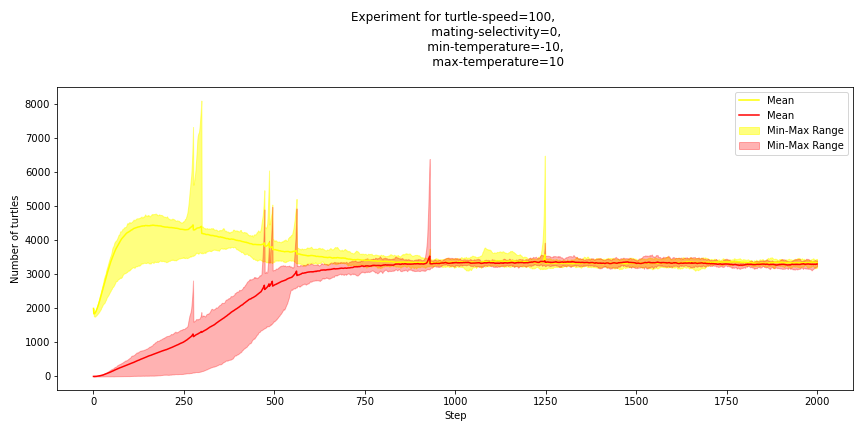 Experiment for turtle-speed=100,
mating-selectivity=0,
min-temperature=-10,
max-temperature=10
Mean
Mean
Min-Max Range
Min-Max Range
Number of turtles
8000
7000
6000
5000
4000
3000
2000
1000
0
0 250 500 750 1000 1250 1500 1750 2000
Step